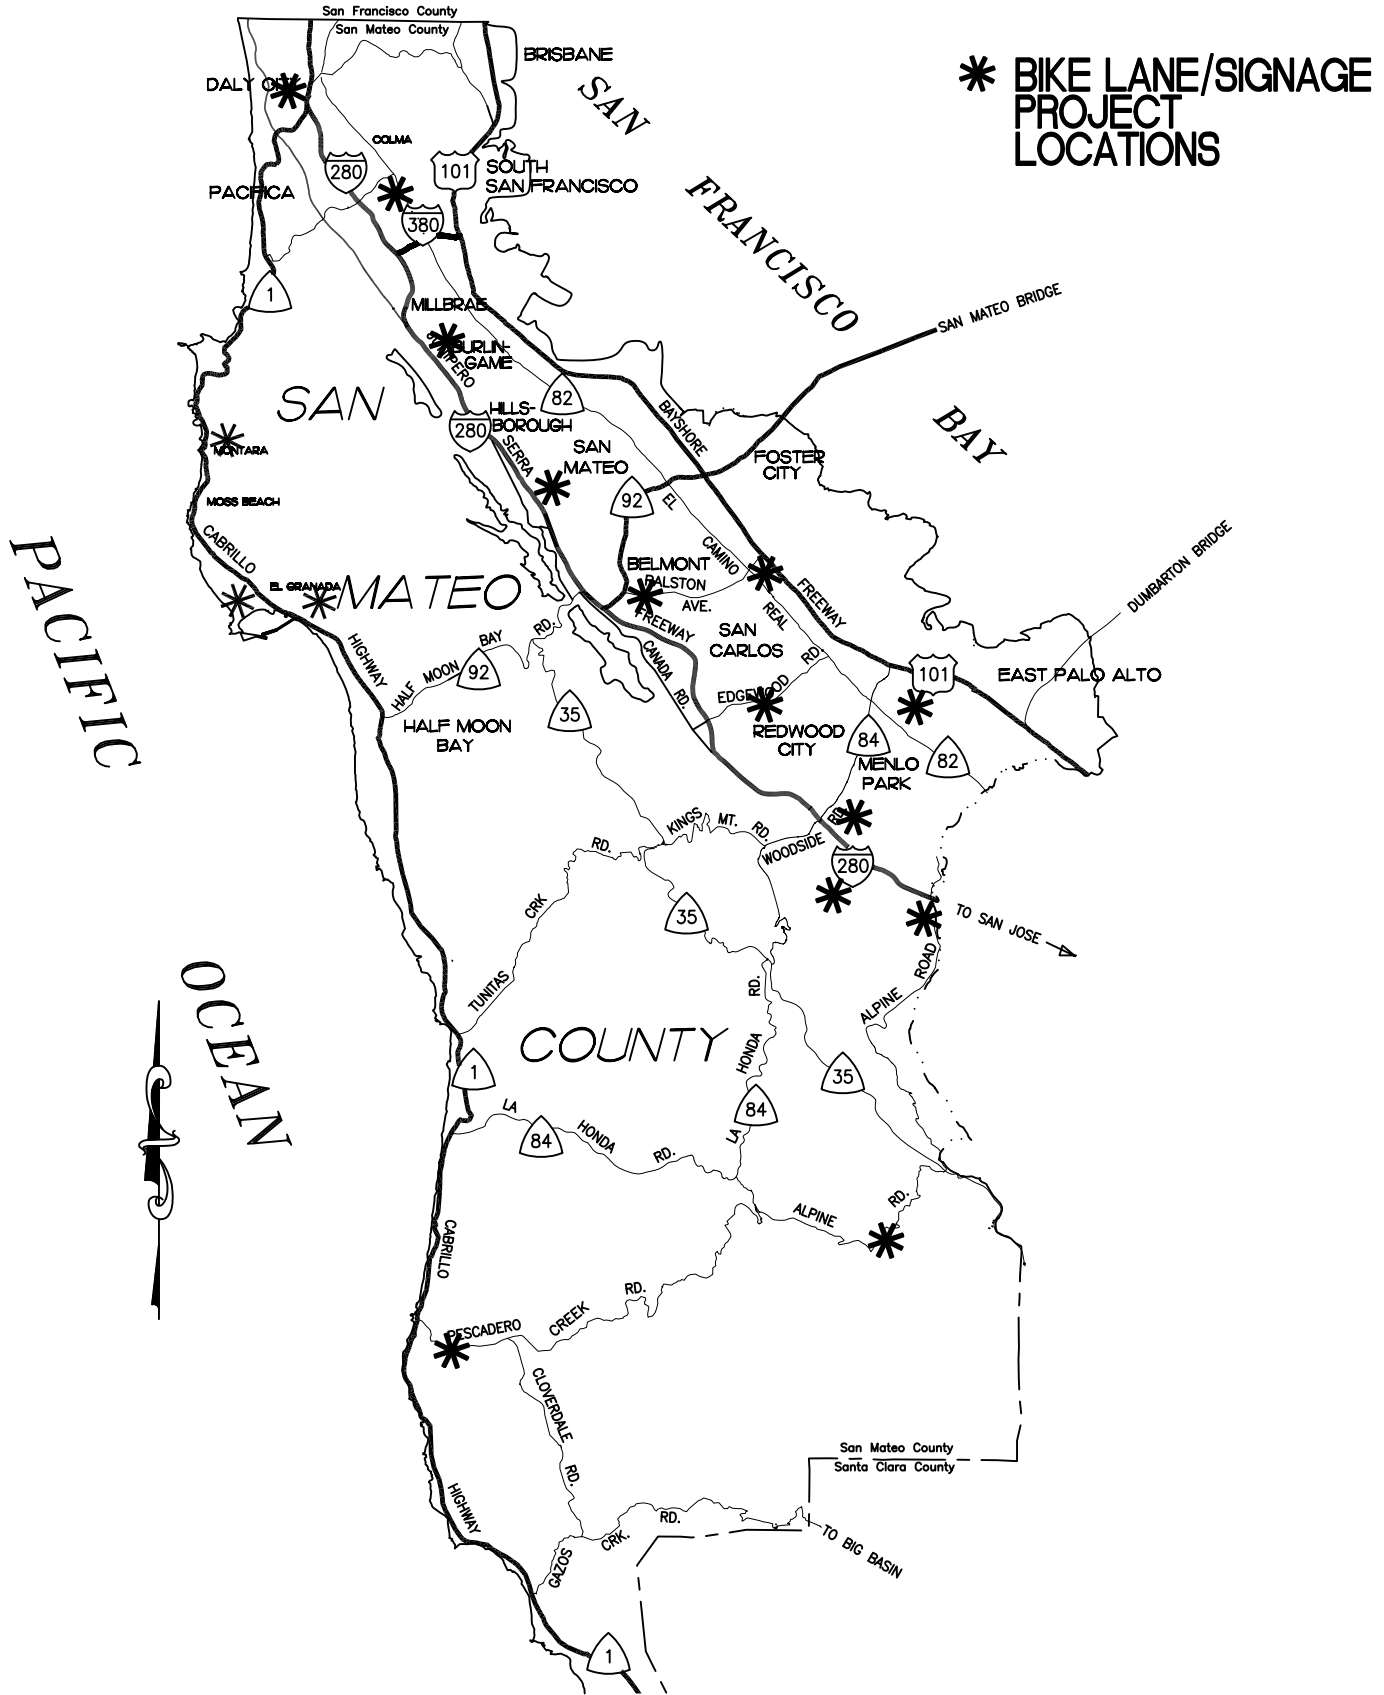 San Francisco County
San Mateo County
BRISBANE
DALY CITY
BIKE LANE/SIGNAGE
PROJECT
LOCATIONS
COLMA
280
101
SOUTH
SAN FRANCISCO
PACIFICA
380
SAN
FRANCISCO
BAY
1
MILLBRAE
SAN MATEO BRIDGE
JUNIPERO
BURLIN-
GAME
82
SAN
HILLS-
BOROUGH
280
SERRA
BAYSHORE
SAN
MATEO
FOSTER
CITY
MONTARA
92
EL
MOSS BEACH
CABRILLO
PACIFIC
CAMINO
BELMONT
RALSTON
AVE.
EL GRANADA
MATEO
FREEWAY
DUMBARTON BRIDGE
REAL
FREEWAY
SAN
CARLOS
HIGHWAY
HALF MOON BAY RD.
92
CANADA RD.
EDGEWOOD RD.
101
EAST PALO ALTO
35
HALF MOON
BAY
REDWOOD
CITY
84
MENLO
PARK
82
KINGS MT. RD.
WOODSIDE RD.
280
TUNITAS CRK RD.
35
TO SAN JOSE
OCEAN
ALPINE ROAD
COUNTY
LA HONDA RD.
1
35
84
LA HONDA RD.
84
ALPINE RD.
CABRILLO
PESCADERO CREEK RD.
CLOVERDALE RD.
San Mateo County
Santa Clara County
HIGHWAY
GAZOS CRK. RD.
TO BIG BASIN
1